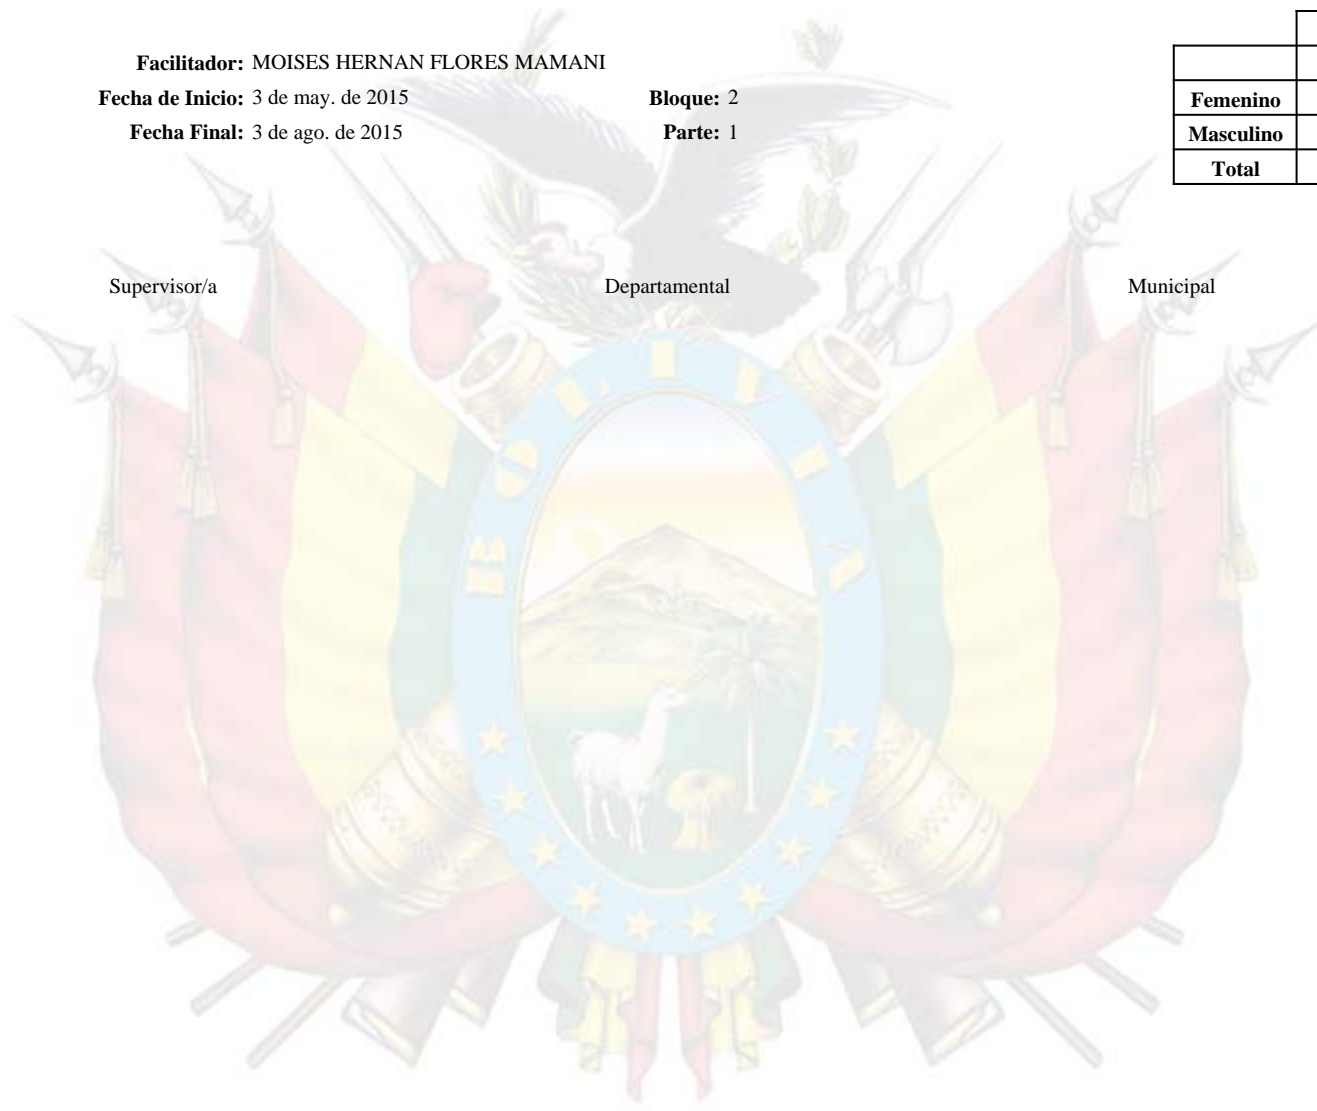 Facilitador: MOISES HERNAN FLORES MAMANI
Fecha de Inicio: 3 de may. de 2015 Bloque: 2
Femenino
Fecha Final: 3 de ago. de 2015 Parte: 1
Masculino
Total
Supervisor/a Departamental Municipal
BOLIVIA